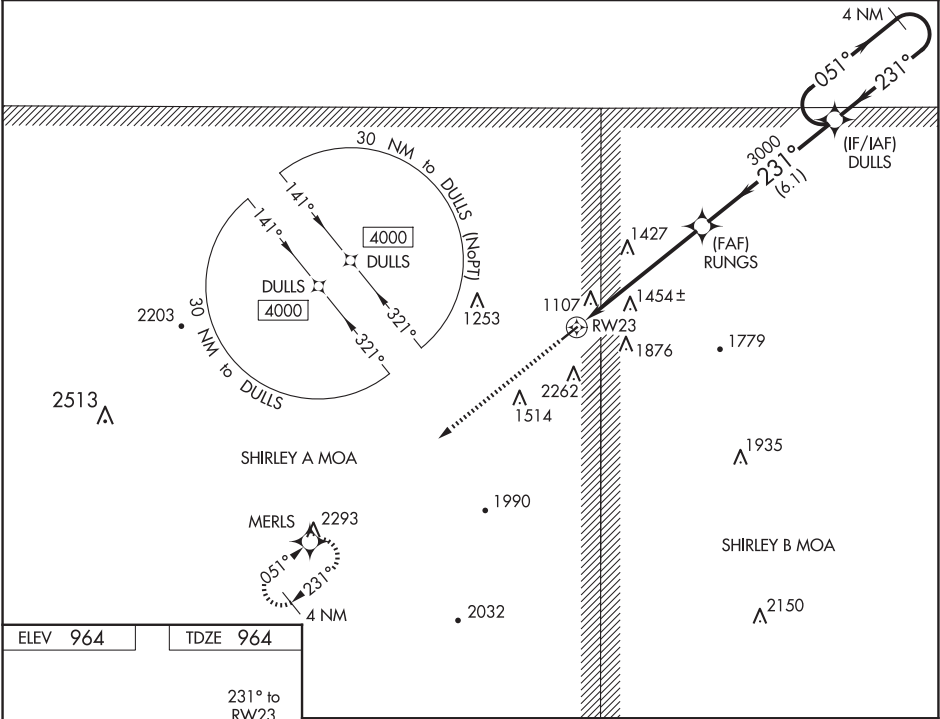 4 NM
051°
231°
(IF/IAF)
DULLS
3000
231°
(6.1)
30 NM to DULLS (NoPT)
141°
4000
DULLS
321°
141°
DULLS
4000
321°
30 NM to DULLS
(FAF)
RUNGS
1427
1253
1107
1454±
RW23
2203
1876
1779
2262
1514
2513
1935
SHIRLEY A MOA
1990
MERLS
2293
SHIRLEY B MOA
051°
231°
4 NM
2032
2150
ELEV 964
TDZE 964
231° to
RW23